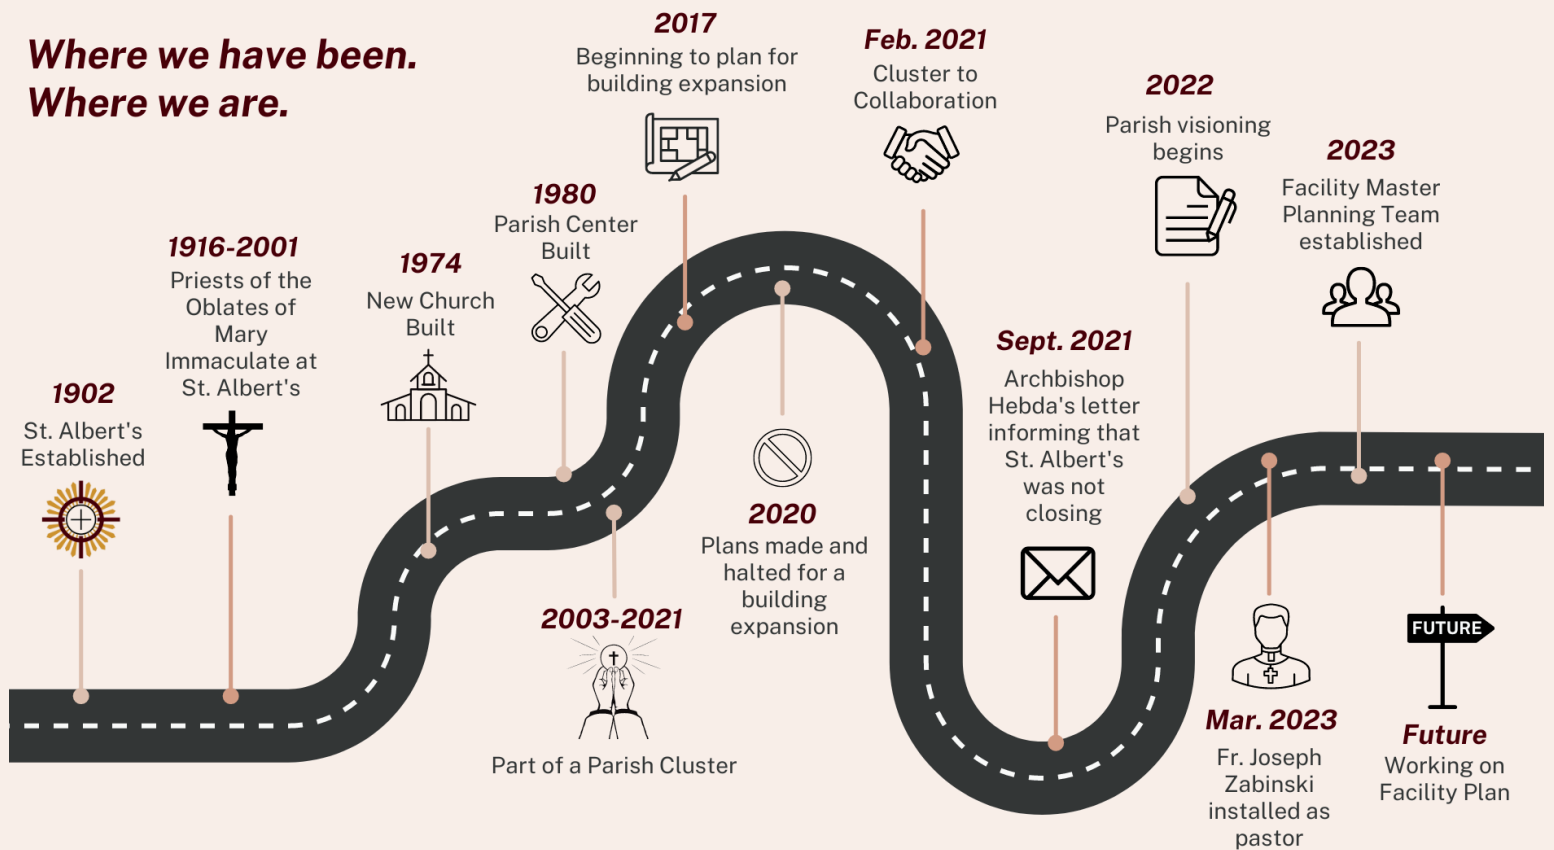 Where we have been.
Where we are.
1902
St. Albert's
Established
1916-2001
Priests of the
Oblates of
Mary
Immaculate at
St. Albert's
1974
New Church
Built
1980
Parish Center
Built
2003-2021
Part of a Parish Cluster
2017
Beginning to plan for
building expansion
2020
Plans made and
halted for a
building
expansion
Feb. 2021
Cluster to
Collaboration
Sept. 2021
Archbishop
Hebda's letter
informing that
St. Albert's
was not
closing
2022
Parish visioning
begins
Mar. 2023
Fr. Joseph
Zabinski
installed as
pastor
2023
Facility Master
Planning Team
established
FUTURE
Future
Working on
Facility Plan